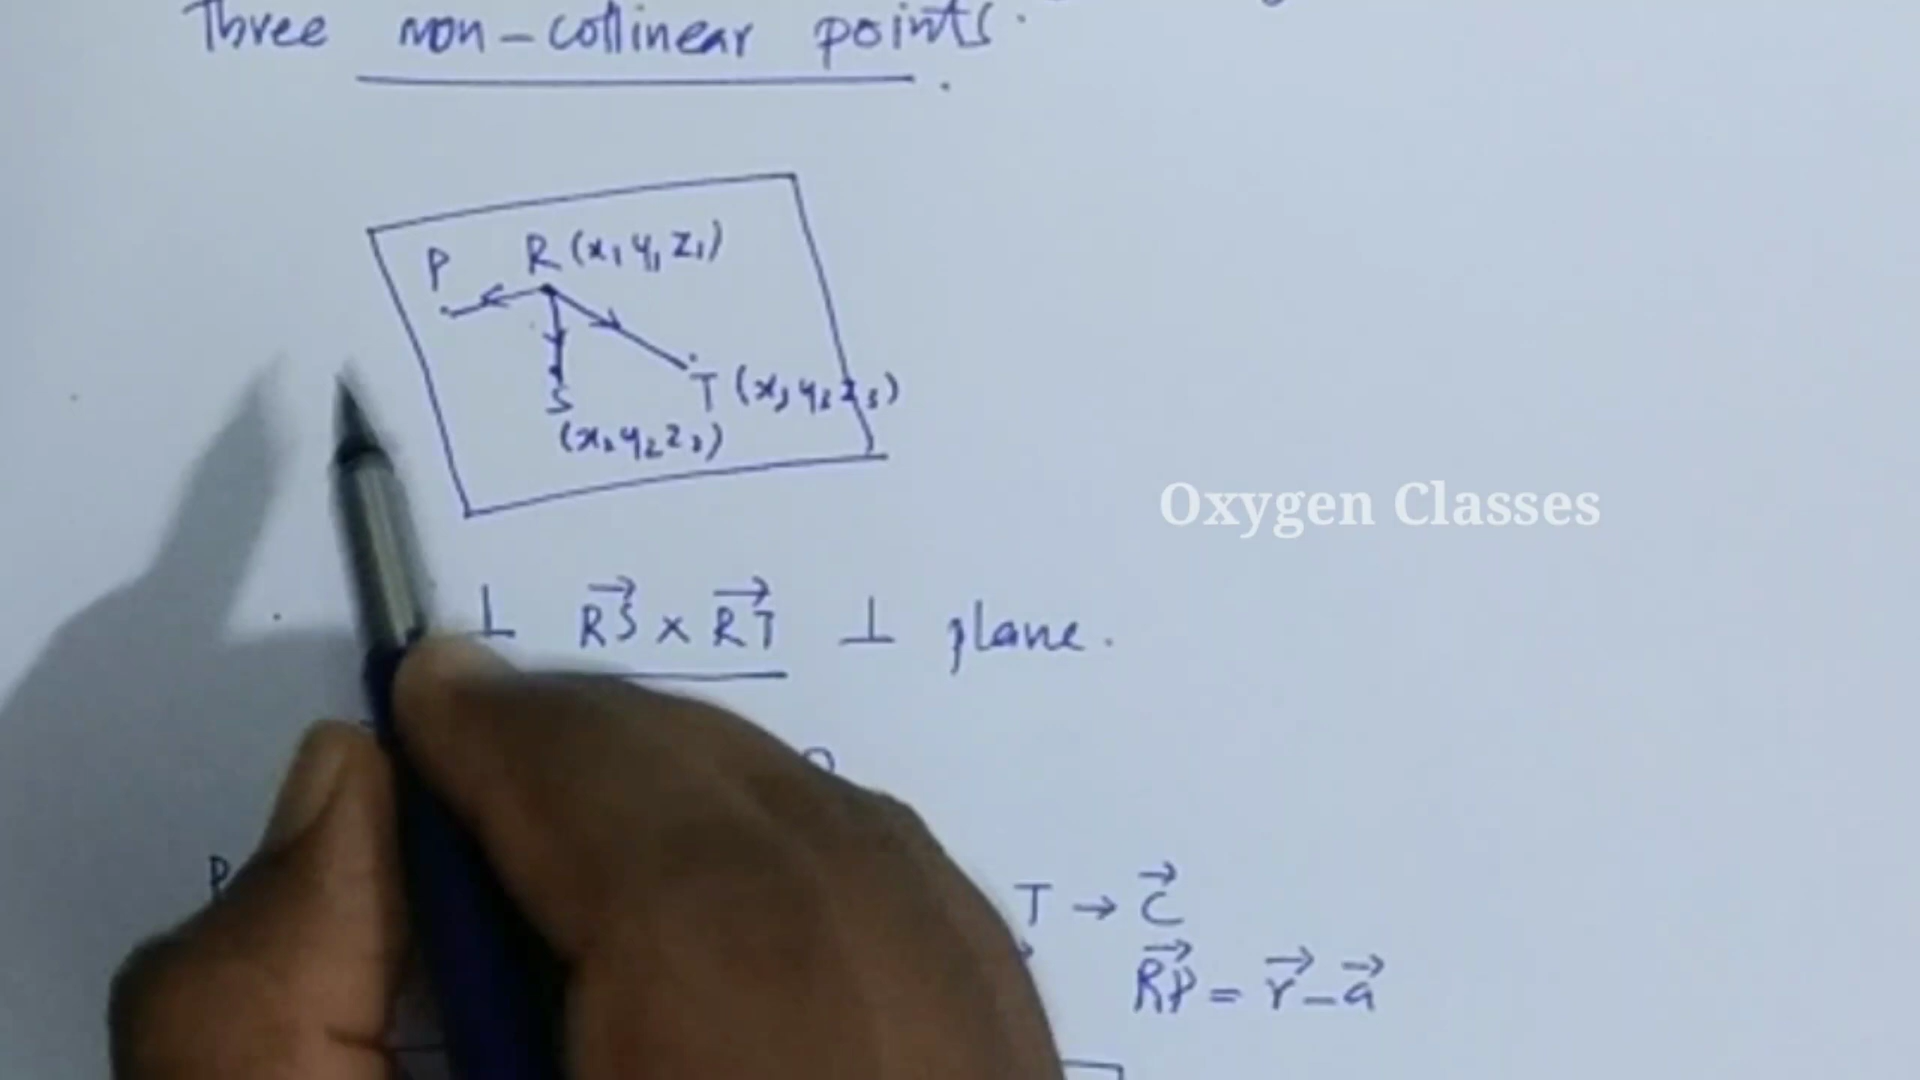 Three non-collinear points.
P R (x₁ y₁ z₁)
S T (x₃ y₃ z₃)
(x₂ y₂ z₂)
⊥ RS⃗ × RT⃗ ⊥ plane.
T → c⃗
RP⃗ = r⃗ - a⃗
Oxygen Classes